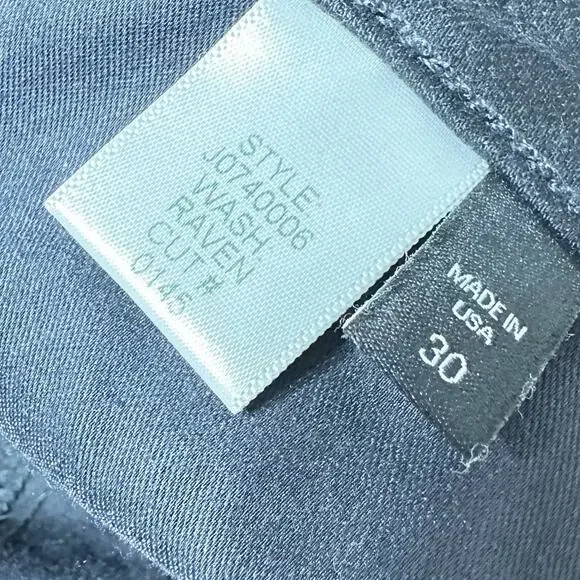 STYLE
J0740006
WASH
RAVEN
CUT #
0145
MADE IN
USA
30